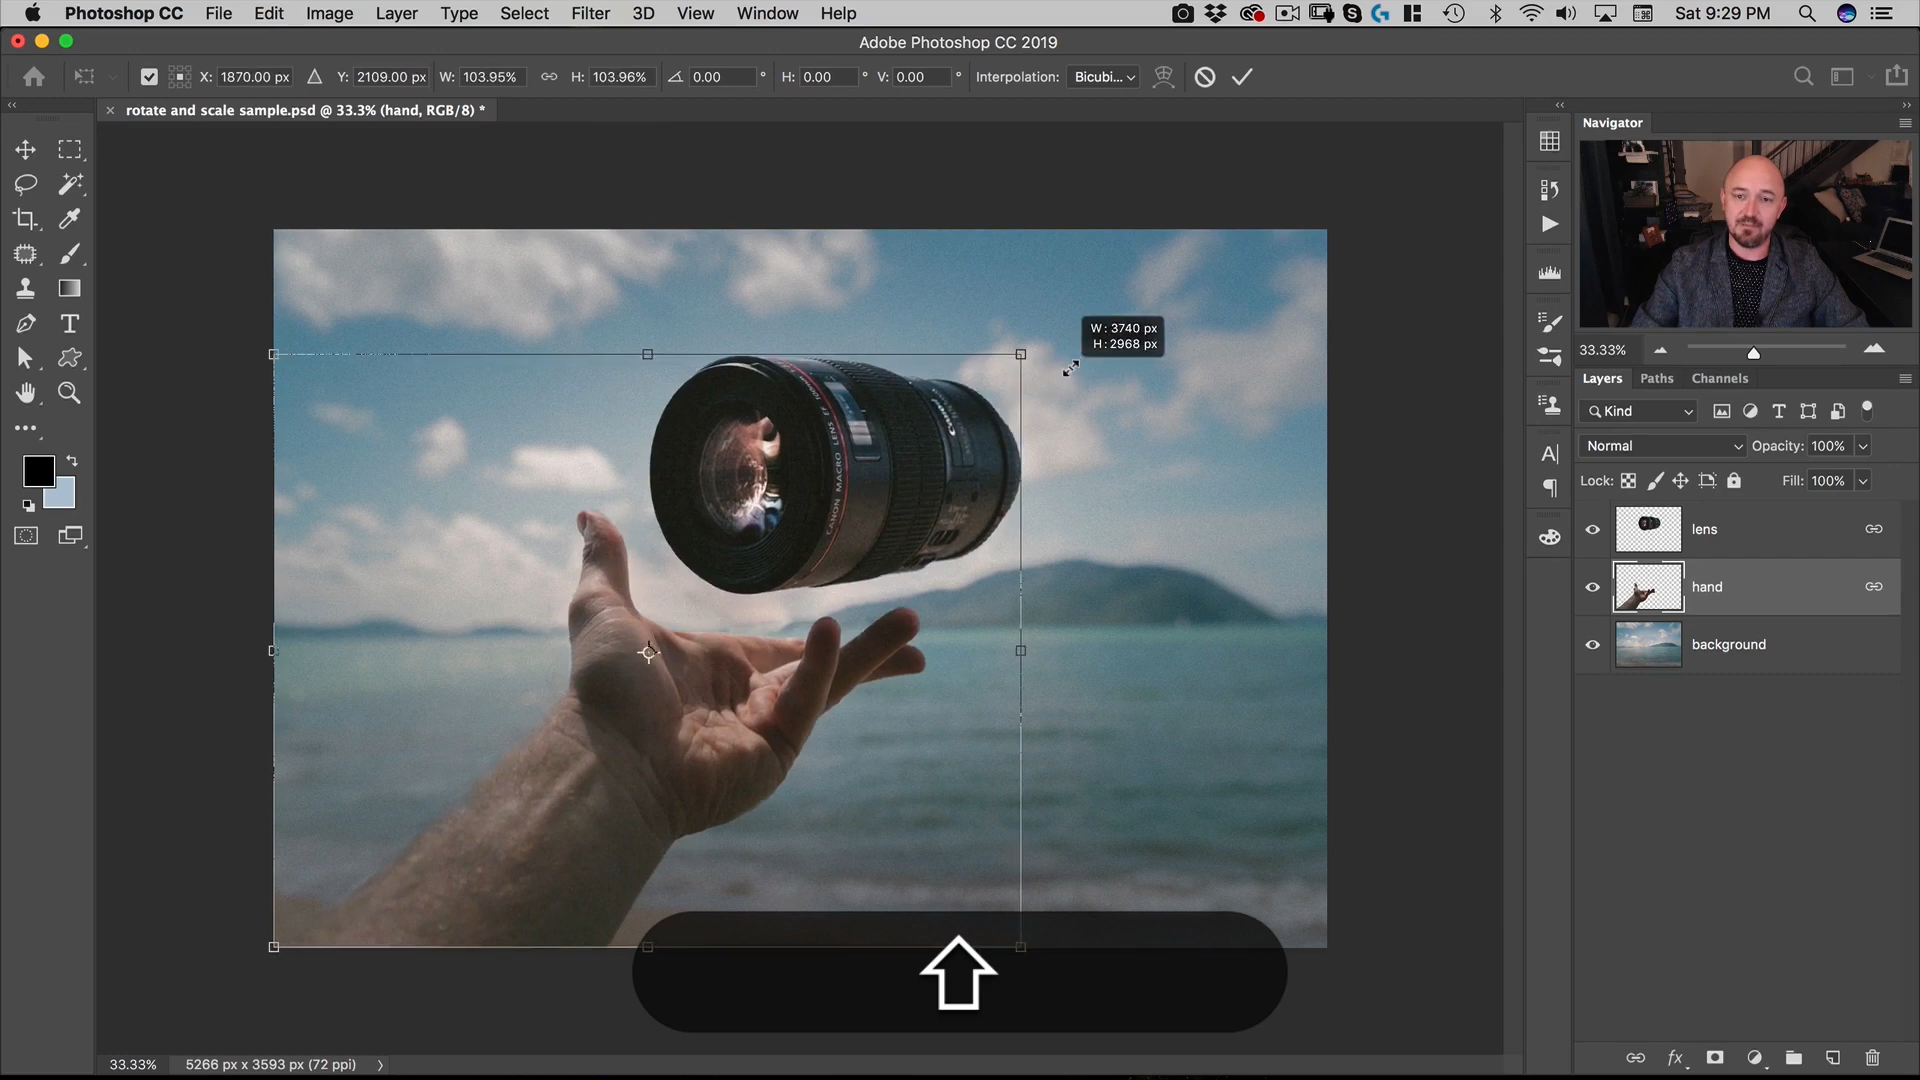 Photoshop CC File Edit Image Layer Type Select Filter 3D View Window Help Sat 9:29 PM
Adobe Photoshop CC 2019
X: 1870.00 px Y: 2109.00 px W: 103.95% H: 103.96% 0.00 ° H: 0.00 ° V: 0.00 ° Interpolation: Bicubi...
rotate and scale sample.psd @ 33.3% (hand, RGB/8) *
Navigator
W: 3740 px
H: 2968 px
33.33%
Layers Paths Channels
Kind
Normal Opacity: 100%
Lock: Fill: 100%
lens
hand
background
CANON MACRO LENS
Canon
33.33% 5266 px x 3593 px (72 ppi)